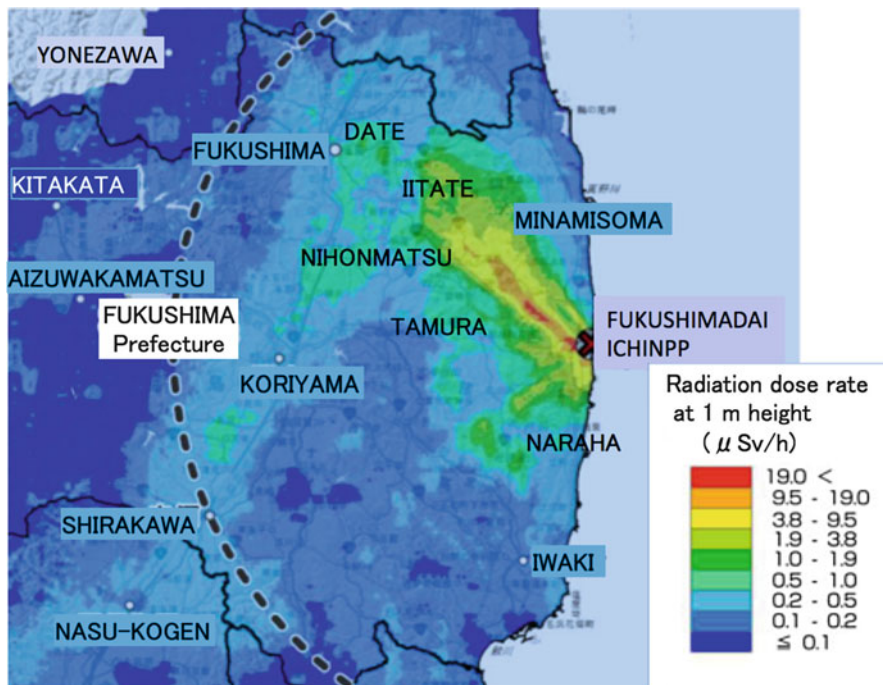 YONEZAWA
DATE
FUKUSHIMA
IITATE
KITAKATA
MINAMISOMA
NIHONMATSU
AIZUWAKAMATSU
FUKUSHIMA
Prefecture
TAMURA
FUKUSHIMADAI
ICHINPP
KORIYAMA
Radiation dose rate
at 1 m height
( μ Sv/h)
NARAHA
19.0 <
9.5 - 19.0
3.8 - 9.5
1.9 - 3.8
1.0 - 1.9
0.5 - 1.0
0.2 - 0.5
0.1 - 0.2
≦ 0.1
SHIRAKAWA
IWAKI
NASU-KOGEN